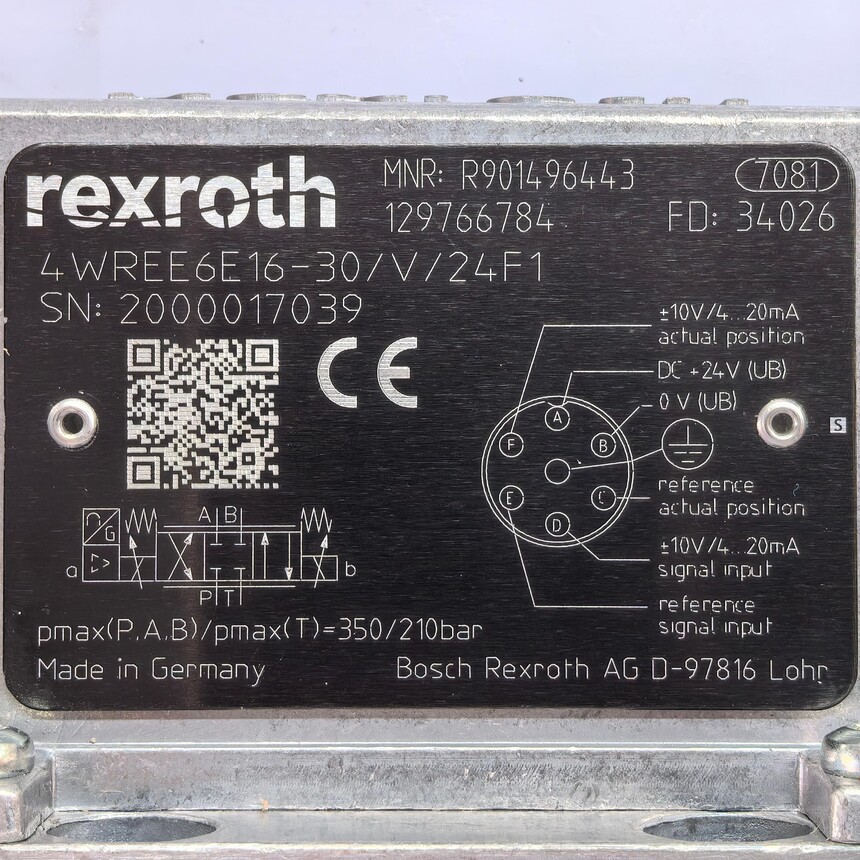 rexroth
MNR: R901496443
7081
129766784
FD: 34026
4WREE6E16-30/V/24F1
SN: 2000017039
CE
±10V/4...20mA
actual position
DC +24V (UB)
0 V (UB)
A
F
B
E
C
D
S
reference
actual position
±10V/4...20mA
signal input
reference
signal input
G
A B
a
b
P T
pmax(P,A,B)/pmax(T)=350/210bar
Made in Germany
Bosch Rexroth AG D-97816 Lohr